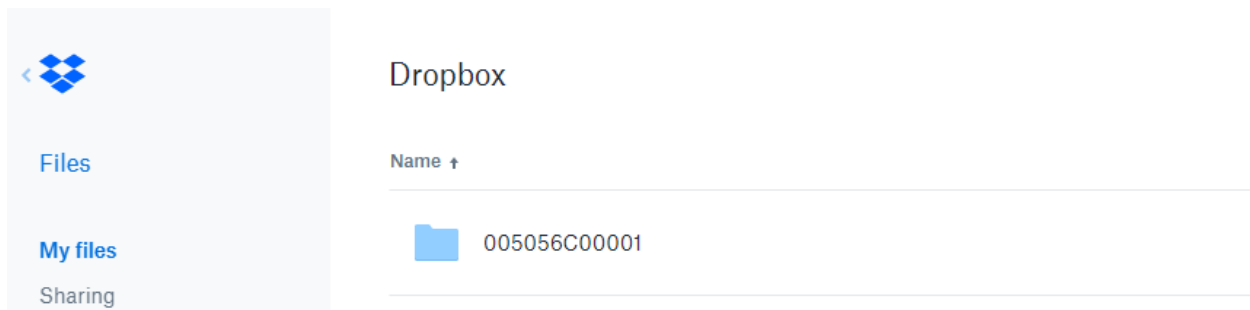 Dropbox
Files
My files
Sharing
Name ↑
005056C00001